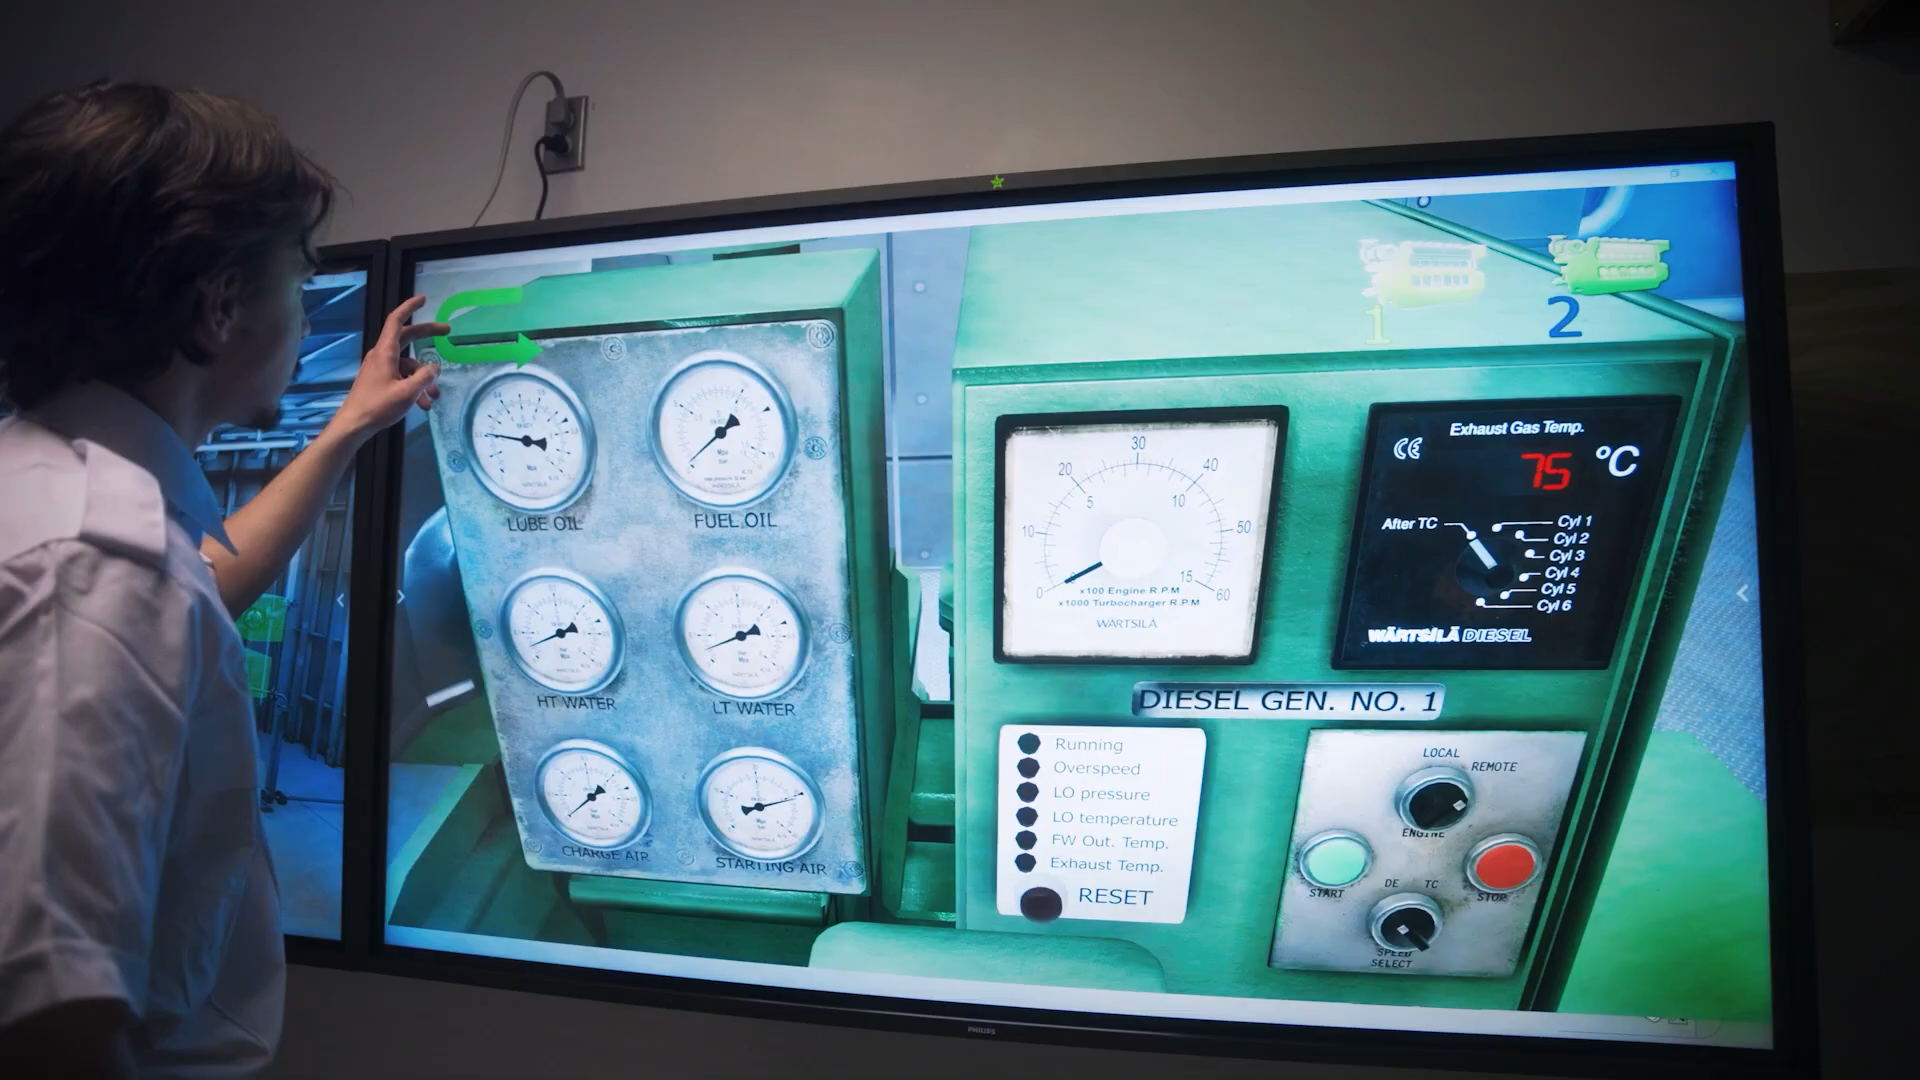 LUBE OIL
FUEL OIL
HT WATER
LT WATER
CHARGE AIR
STARTING AIR
1
2
0 10 20 30 40 50 60
5 10 15
x100 Engine R.P.M
x1000 Turbocharger R.P.M
WÄRTSILÄ
Exhaust Gas Temp.
CE
75 °C
After TC
Cyl 1
Cyl 2
Cyl 3
Cyl 4
Cyl 5
Cyl 6
WÄRTSILÄ DIESEL
DIESEL GEN. NO. 1
Running
Overspeed
LO pressure
LO temperature
FW Out. Temp.
Exhaust Temp.
RESET
LOCAL
REMOTE
ENGINE
START
STOP
DE TC
SPEED
SELECT
PHILIPS